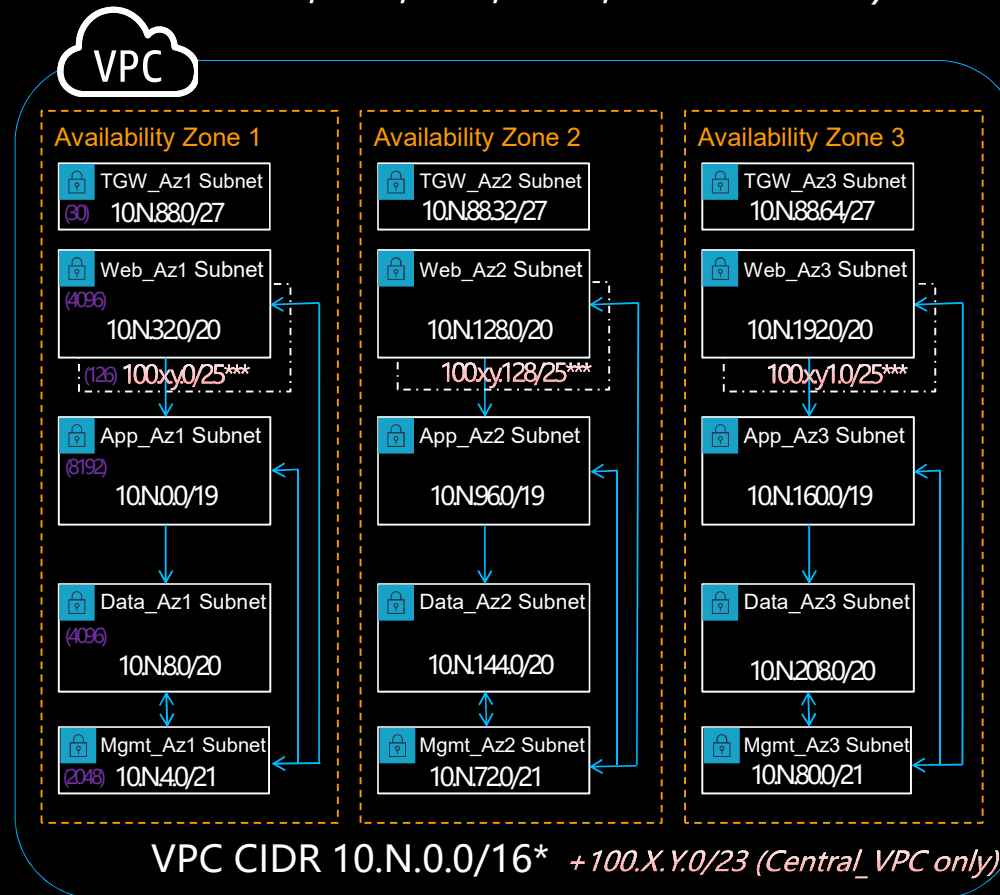 VPC
Availability Zone 1
TGW_Az1 Subnet
(30) 10.N.88.0/27
Web_Az1 Subnet
(4096)
10.N.32.0/20
(126) 100.x.y.0/25***
App_Az1 Subnet
(8192)
10.N.0.0/19
Data_Az1 Subnet
(4096)
10.N.8.0/20
Mgmt_Az1 Subnet
(2048) 10.N.4.0/21
Availability Zone 2
TGW_Az2 Subnet
10.N.88.32/27
Web_Az2 Subnet
10.N.128.0/20
100.x.y.128/25***
App_Az2 Subnet
10.N.96.0/19
Data_Az2 Subnet
10.N.144.0/20
Mgmt_Az2 Subnet
10.N.72.0/21
Availability Zone 3
TGW_Az3 Subnet
10.N.88.64/27
Web_Az3 Subnet
10.N.192.0/20
100.x.y1.0/25***
App_Az3 Subnet
10.N.160.0/19
Data_Az3 Subnet
10.N.208.0/20
Mgmt_Az3 Subnet
10.N.80.0/21
VPC CIDR 10.N.0.0/16* +100.X.Y.0/23 (Central_VPC only)